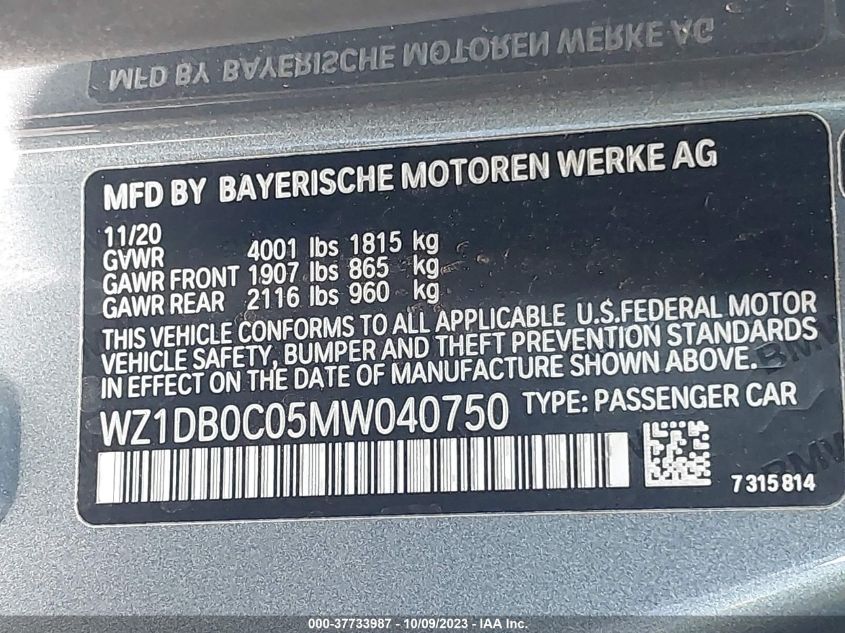 MFD BY BAYERISCHE MOTOREN WERKE AG
MFD BY BAYERISCHE MOTOREN WERKE AG
11/20
GVWR 4001 lbs 1815 kg
GAWR FRONT 1907 lbs 865 kg
GAWR REAR 2116 lbs 960 kg
THIS VEHICLE CONFORMS TO ALL APPLICABLE U.S.FEDERAL MOTOR
VEHICLE SAFETY, BUMPER AND THEFT PREVENTION STANDARDS
IN EFFECT ON THE DATE OF MANUFACTURE SHOWN ABOVE.
WZ1DB0C05MW040750 TYPE: PASSENGER CAR
7315814
000-37733987 - 10/09/2023 - IAA Inc.